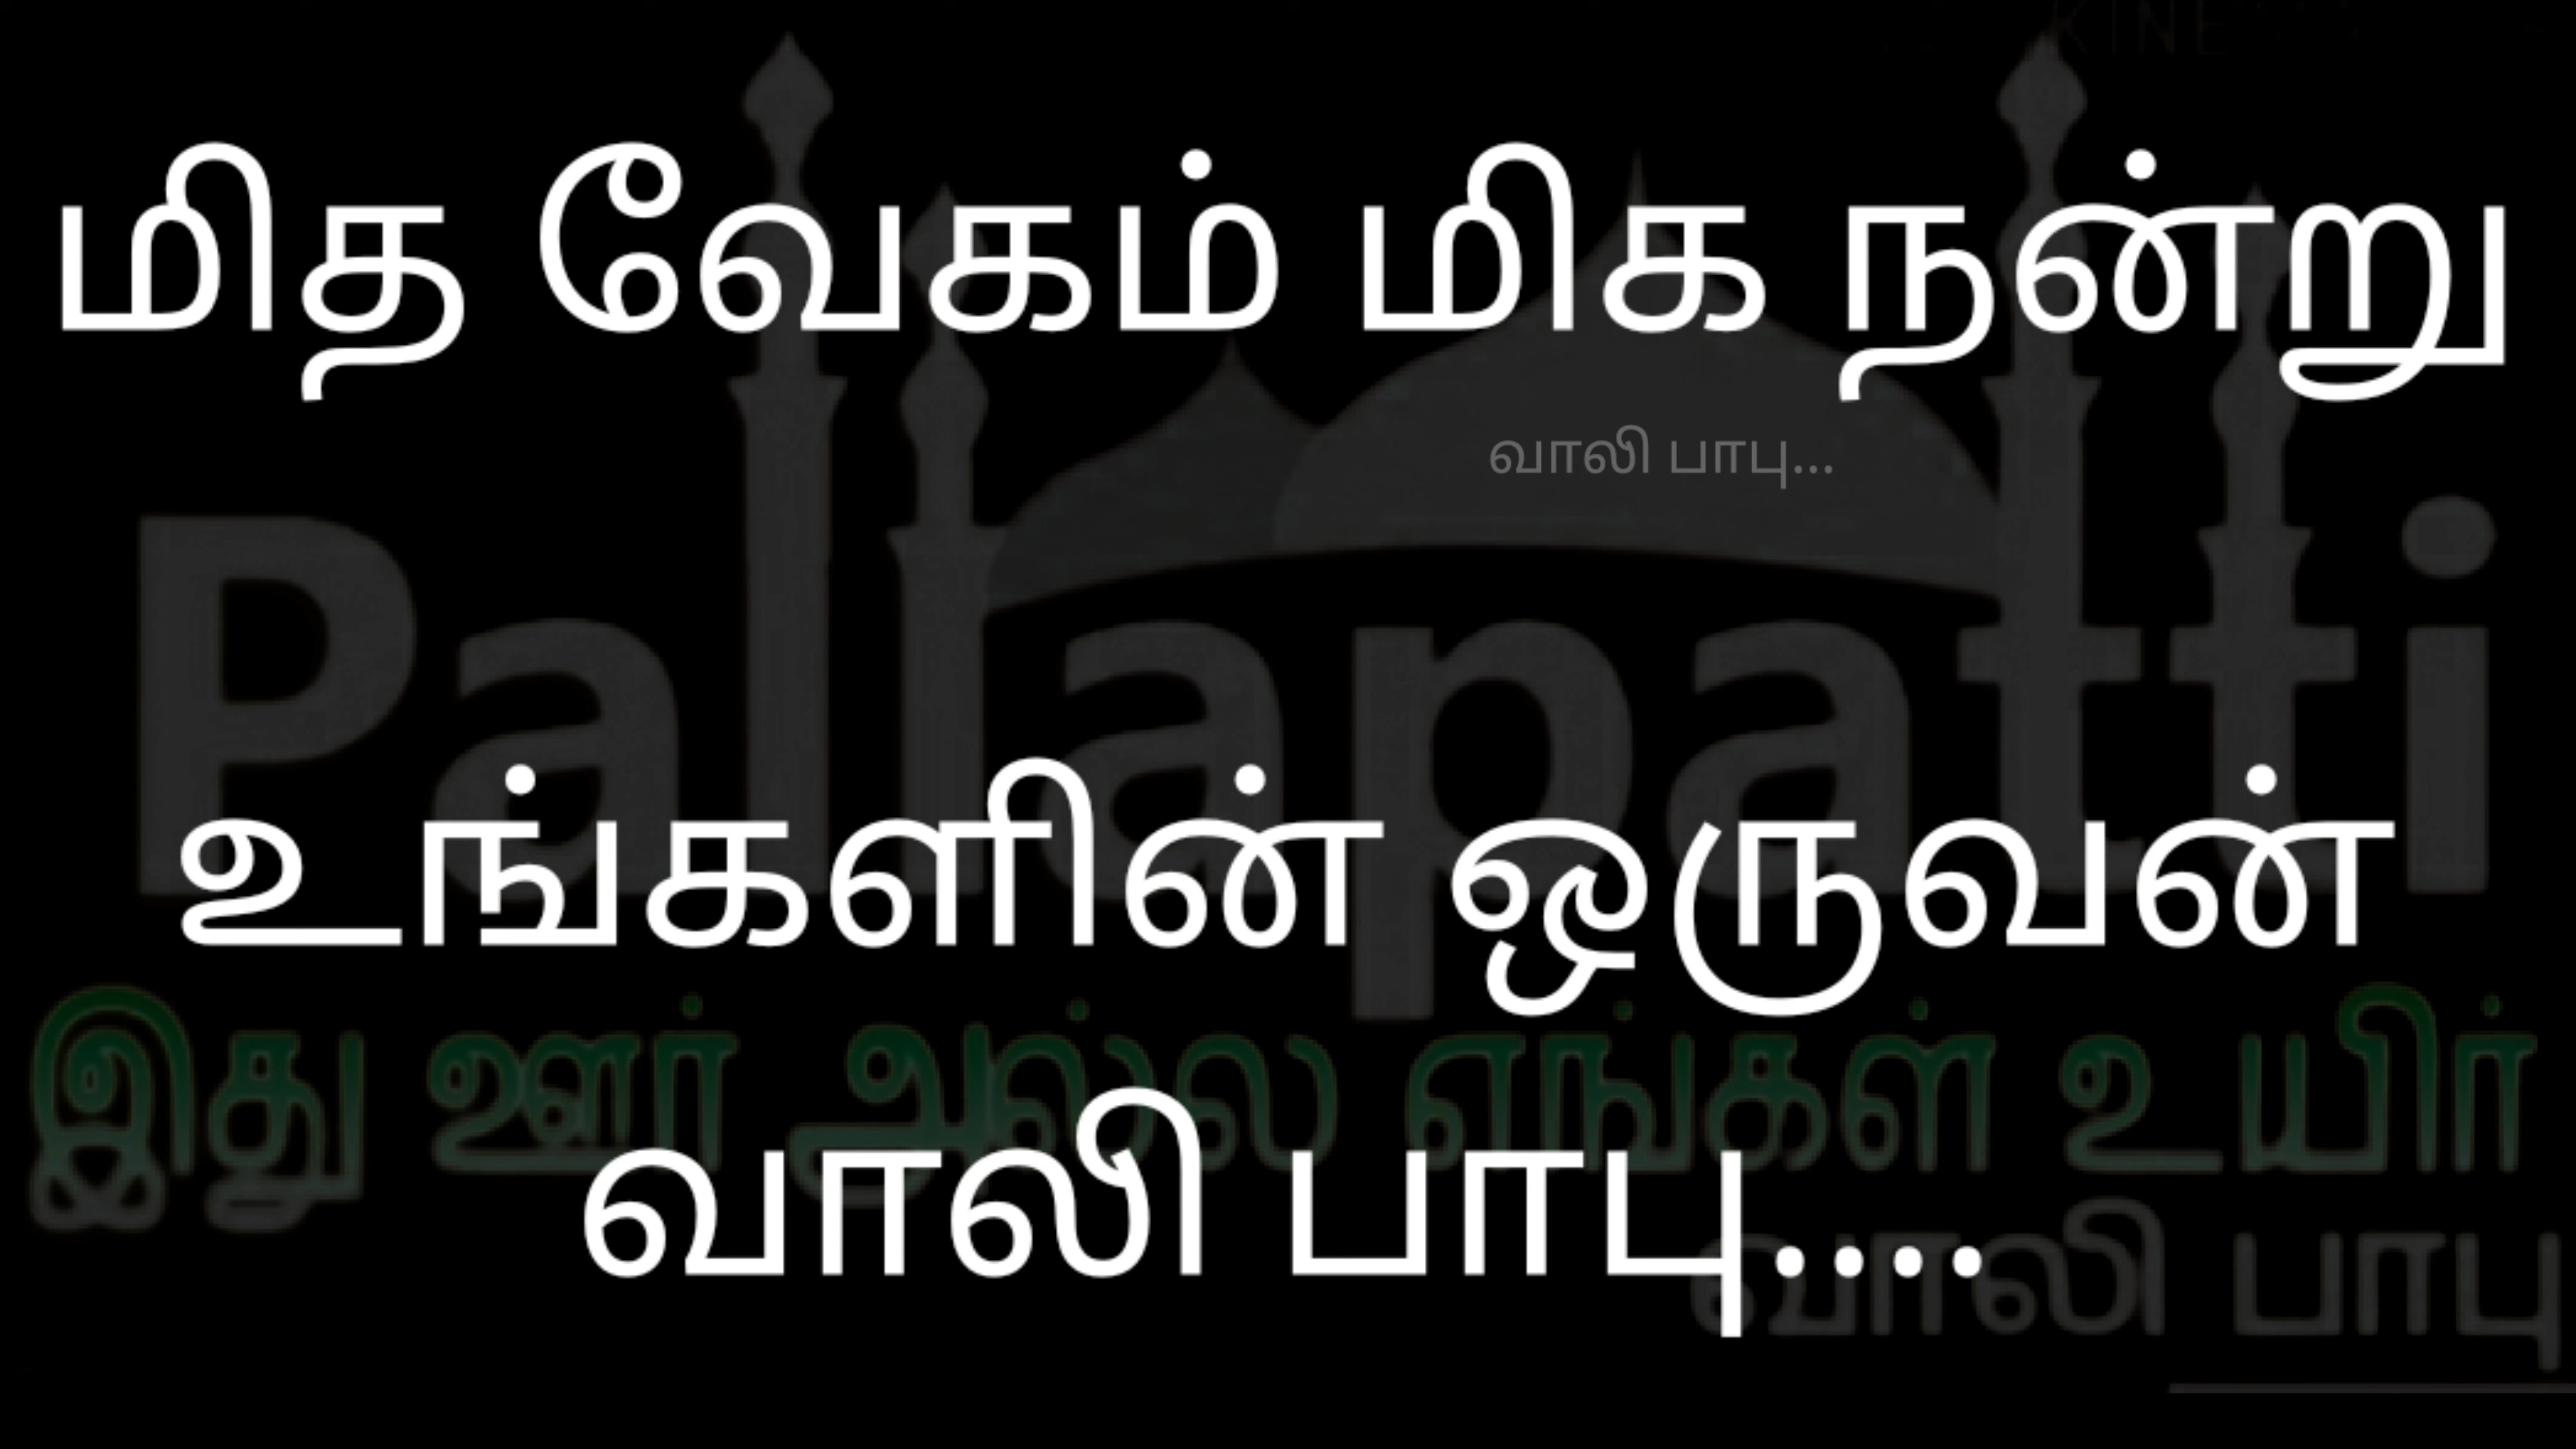 மித வேகம் மிக நன்று
வாலி பாபு...
Pallapatti
உங்களின் ஒருவன்
இது ஊர் அல்ல எங்கள் உயிர்
வாலி பாபு....
வாலி பாபு